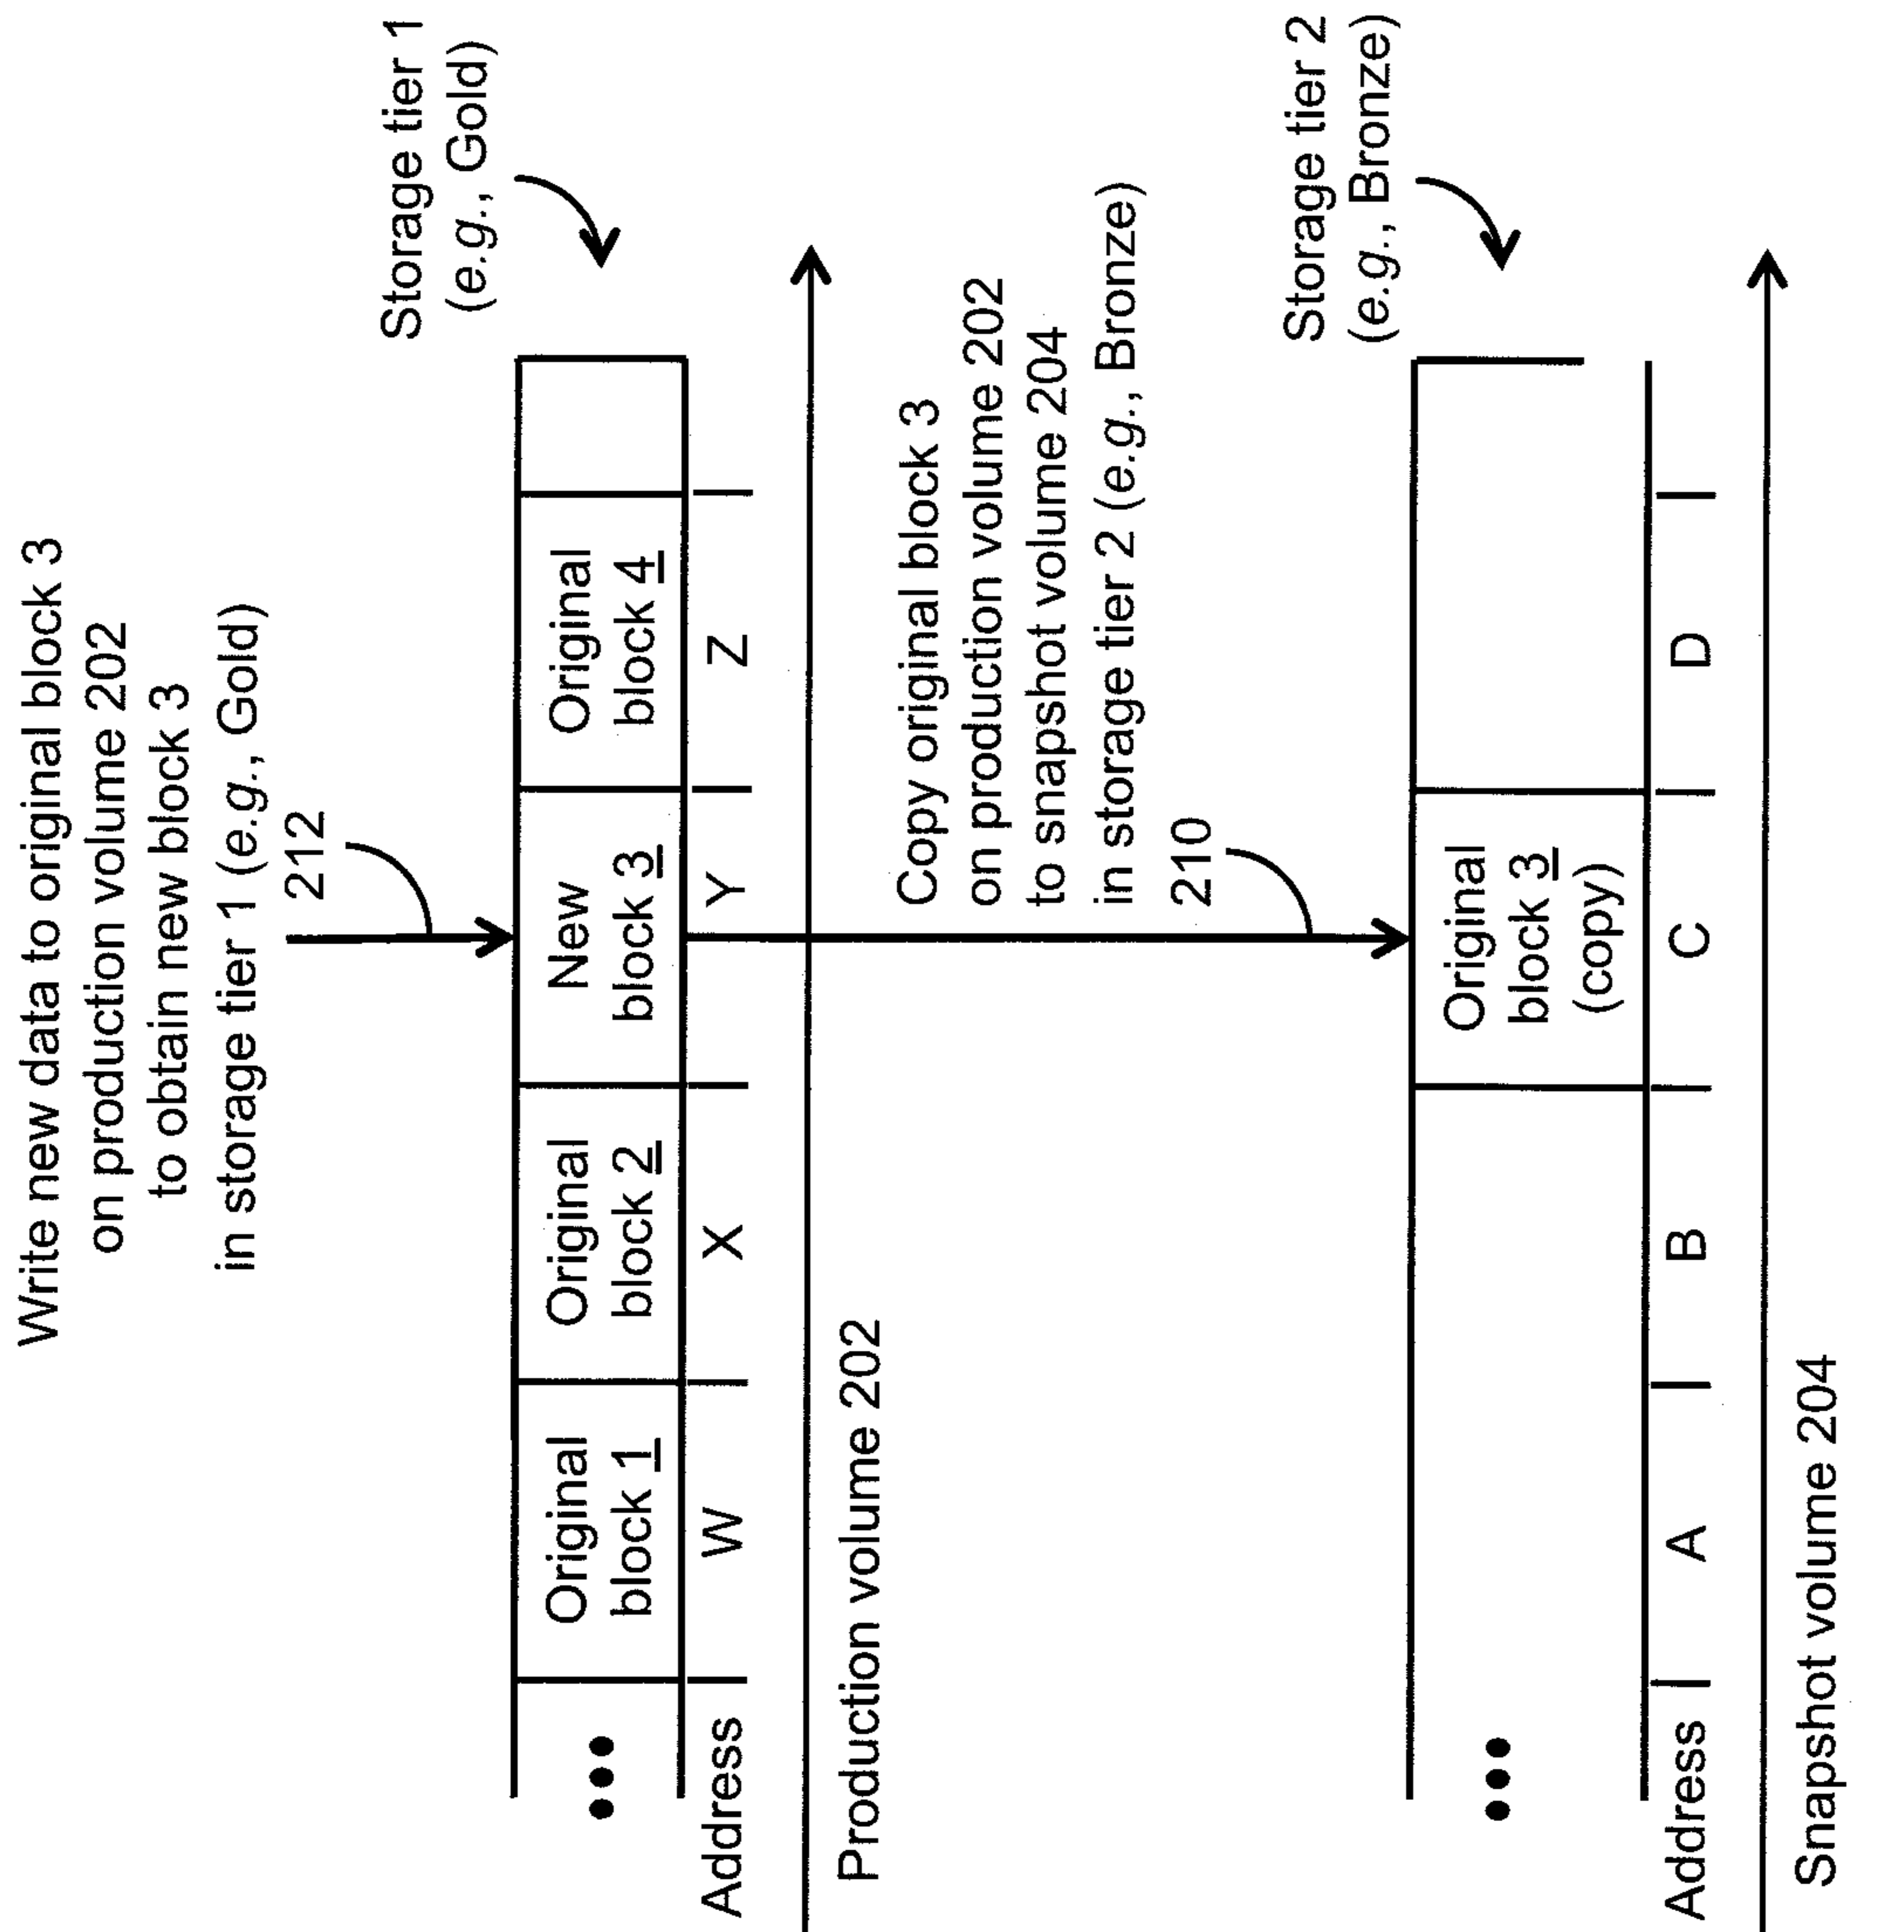 Write new data to original block 3
on production volume 202
to obtain new block 3
in storage tier 1 (e.g., Gold)
212
Storage tier 1
(e.g., Gold)
•••
Original
block 1
Original
block 2
New
block 3
Original
block 4
Address
W
X
Y
Z
Production volume 202
Copy original block 3
on production volume 202
to snapshot volume 204
in storage tier 2 (e.g., Bronze)
210
Storage tier 2
(e.g., Bronze)
•••
Original
block 3
(copy)
Address
A
B
C
D
Snapshot volume 204